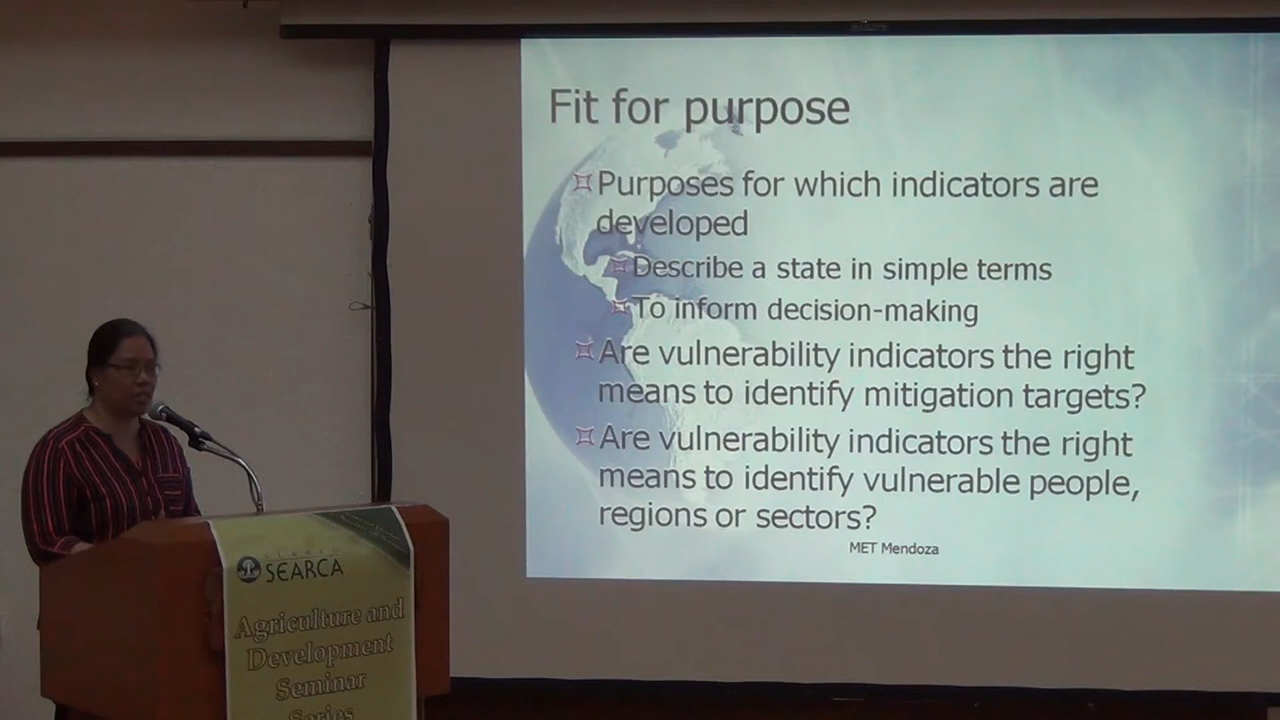 Fit for purpose
Purposes for which indicators are
developed
Describe a state in simple terms
To inform decision-making
Are vulnerability indicators the right
means to identify mitigation targets?
Are vulnerability indicators the right
means to identify vulnerable people,
regions or sectors?
MET Mendoza
SEARCA
Agriculture and
Development
Seminar
Series